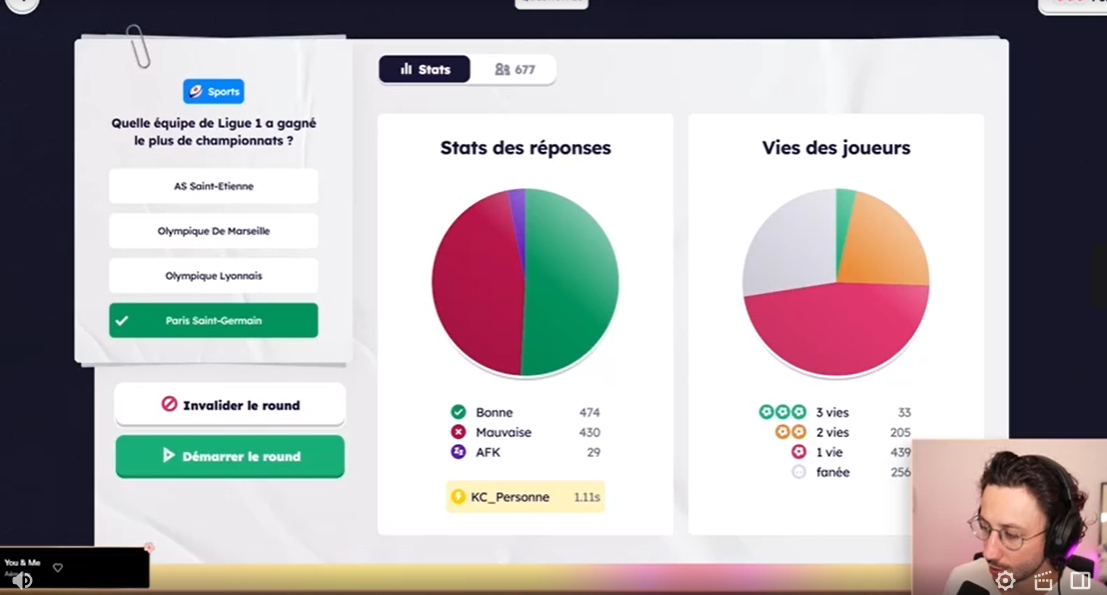 Stats
677
Sports
Quelle équipe de Ligue 1 a gagné
le plus de championnats ?
AS Saint-Etienne
Olympique De Marseille
Olympique Lyonnais
Paris Saint-Germain
Invalider le round
Démarrer le round
Stats des réponses
Bonne 474
Mauvaise 430
AFK 29
KC_Personne 1.11s
Vies des joueurs
3 vies 33
2 vies 205
1 vie 439
fanée 256
You & Me